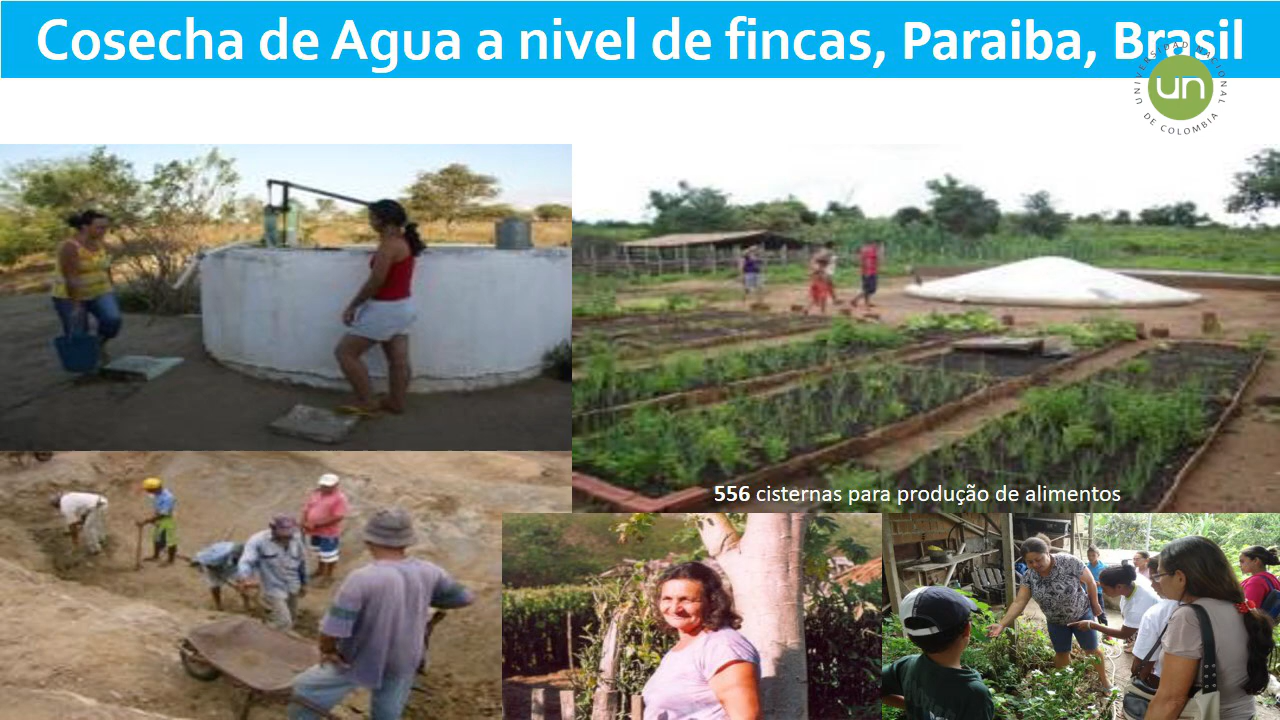 Cosecha de Agua a nivel de fincas, Paraiba, Brasil
UNIVERSIDAD NACIONAL DE COLOMBIA
un
556 cisternas para produção de alimentos